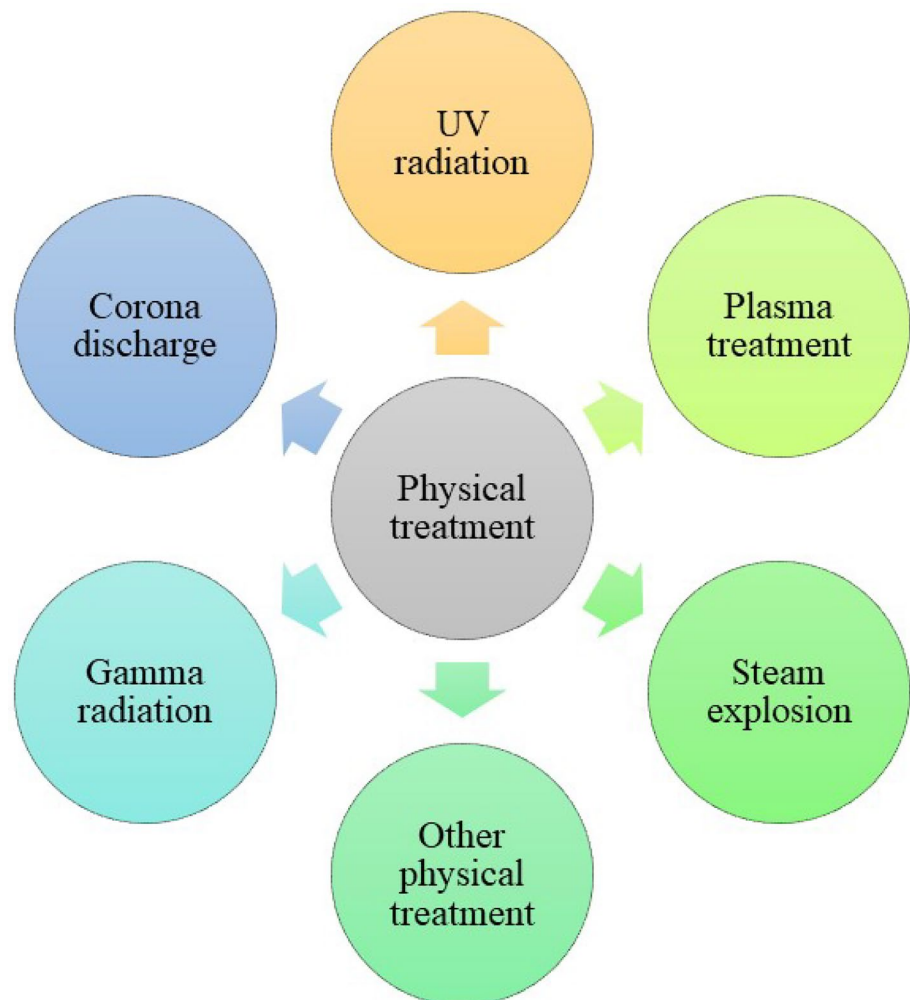 UV
radiation
Plasma
treatment
Steam
explosion
Other
physical
treatment
Gamma
radiation
Corona
discharge
Physical
treatment